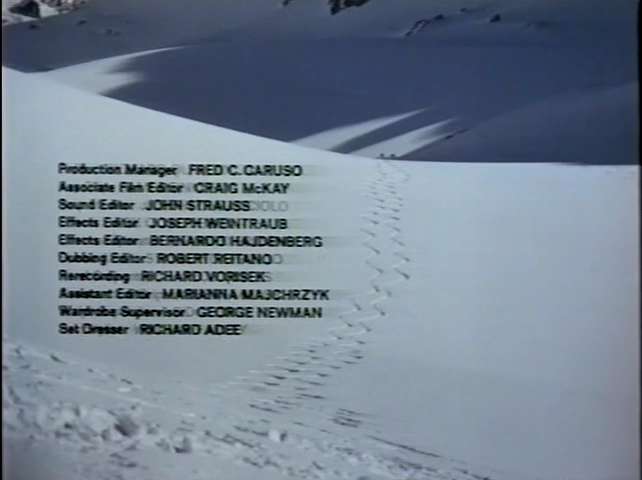 Production Manager FRED C. CARUSO
Associate Film Editor CRAIG McKAY
Sound Editor JOHN STRAUSS
Effects Editor JOSEPH WEINTRAUB
Effects Editor BERNARDO HAJDENBERG
Dubbing Editor ROBERT REITANO
Rerecording RICHARD VORISEK
Assistant Editor MARIANNA MAJCHRZYK
Wardrobe Supervisor GEORGE NEWMAN
Set Dresser RICHARD ADEE